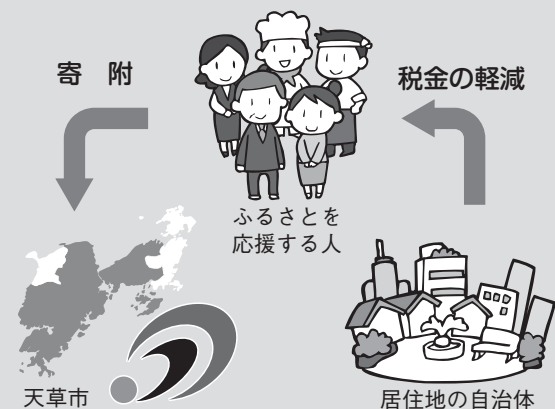 寄　附
税金の軽減
ふるさとを
応援する人
天草市
居住地の自治体